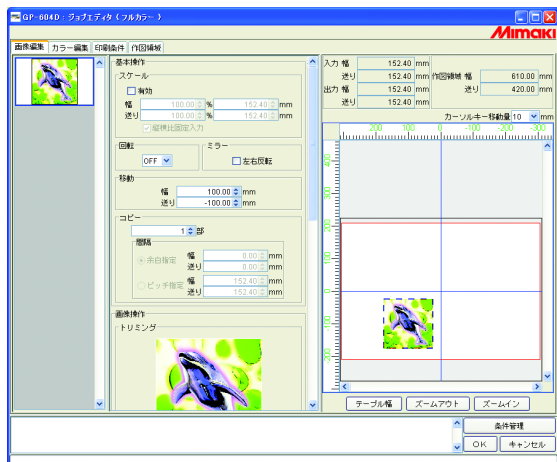 GP-604D：ジョブエディタ（フルカラー）
Mimaki
画像編集 カラー編集 印刷条件 作図領域
基本操作
スケール
有効
幅 100.00 % 152.40 mm
送り 100.00 % 152.40 mm
縦横比固定入力
回転
OFF
ミラー
左右反転
移動
幅 100.00 mm
送り -100.00 mm
コピー
1 部
間隔
余白指定 幅 0.00 mm
送り 0.00 mm
ピッチ指定 幅 152.40 mm
送り 152.40 mm
画像操作
トリミング
入力 幅 152.40 mm
送り 152.40 mm
出力 幅 152.40 mm
送り 152.40 mm
作図領域 幅 610.00 mm
送り 420.00 mm
カーソルキー移動量 10 mm
200 100 0 -100 -200 -300
テーブル幅 ズームアウト ズームイン
条件管理
OK キャンセル